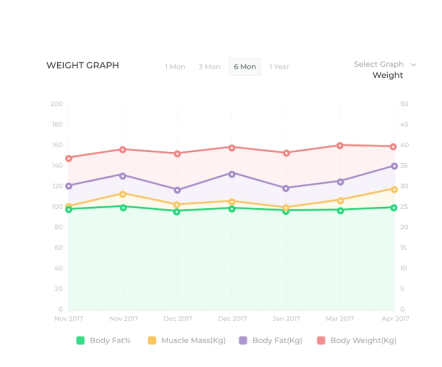 WEIGHT GRAPH 1 Mon 3 Mon 6 Mon 1 Year Select Graph
Weight
200 50
180 45
160 40
140 35
120 30
100 25
80 20
60 15
40 10
20 5
0 0
Nov 2017 Nov 2017 Dec 2017 Dec 2017 Jan 2017 Mar 2017 Apr 2017
Body Fat% Muscle Mass(Kg) Body Fat(Kg) Body Weight(Kg)